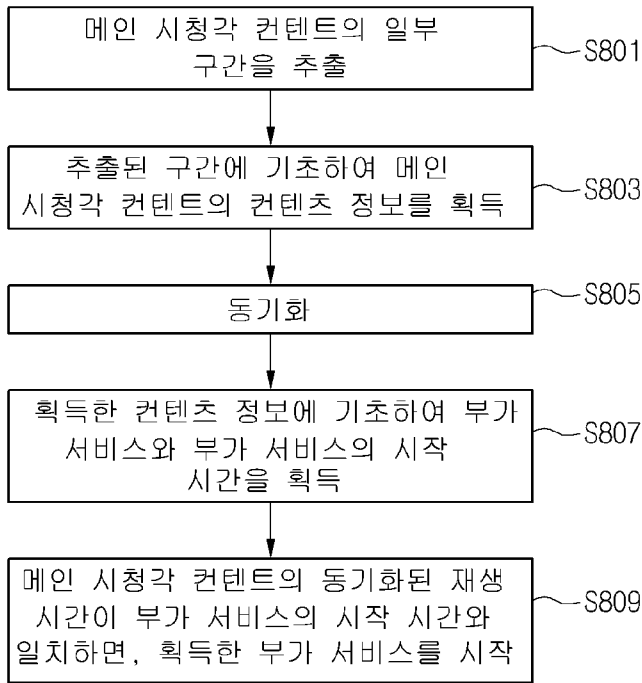 메인 시청각 컨텐트의 일부
구간을 추출
S801
추출된 구간에 기초하여 메인
시청각 컨텐트의 컨텐츠 정보를 획득
S803
동기화
S805
획득한 컨텐츠 정보에 기초하여 부가
서비스와 부가 서비스의 시작
시간을 획득
S807
메인 시청각 컨텐트의 동기화된 재생
시간이 부가 서비스의 시작 시간와
일치하면, 획득한 부가 서비스를 시작
S809